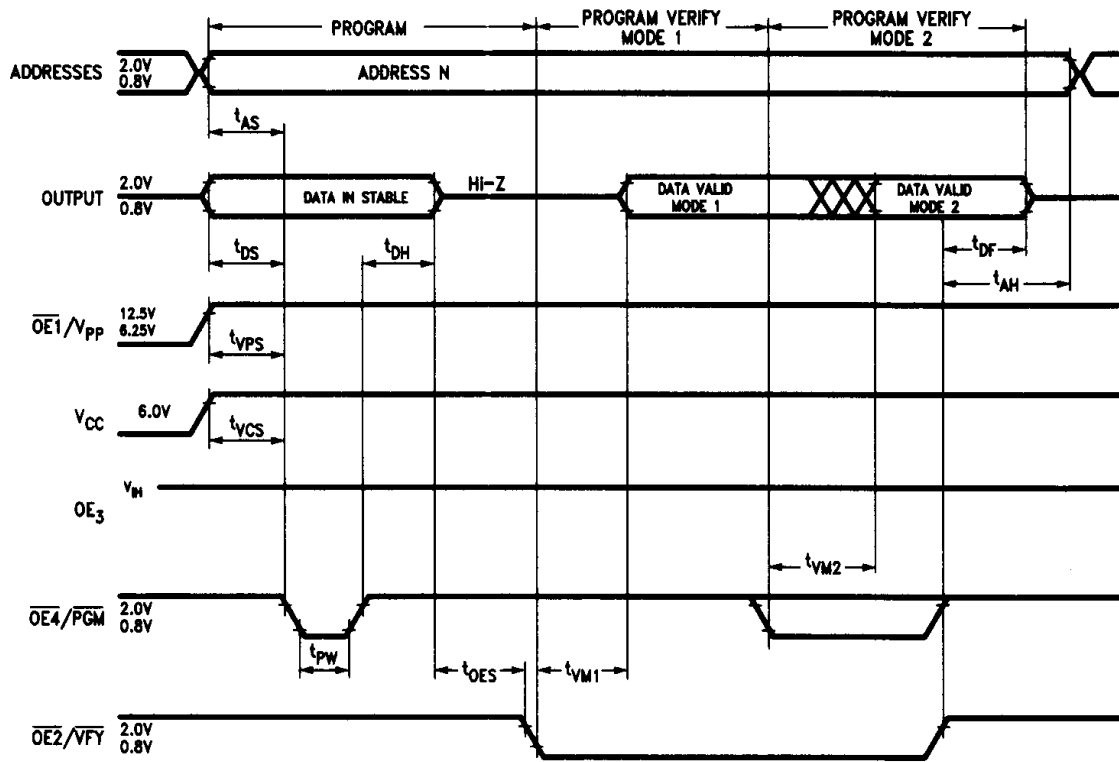 PROGRAM
PROGRAM VERIFY
MODE 1
PROGRAM VERIFY
MODE 2
ADDRESSES
2.0V
0.8V
ADDRESS N
tAS
OUTPUT
2.0V
0.8V
DATA IN STABLE
Hi-Z
DATA VALID
MODE 1
DATA VALID
MODE 2
tDS
tDH
tDF
tAH
OE1/VPP
12.5V
6.25V
tVPS
VCC
6.0V
tVCS
VIH
OE3
tVM2
OE4/PGM
2.0V
0.8V
tPW
tOES
tVM1
OE2/VFY
2.0V
0.8V